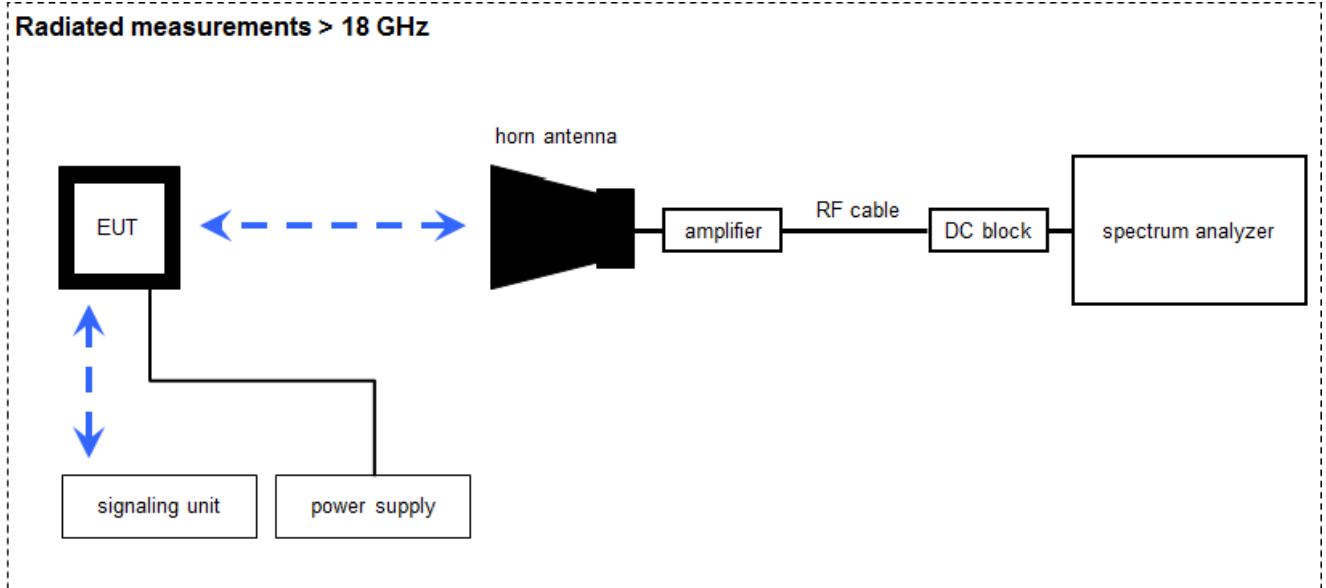 Radiated measurements > 18 GHz
horn antenna
EUT
amplifier
RF cable
DC block
spectrum analyzer
signaling unit
power supply